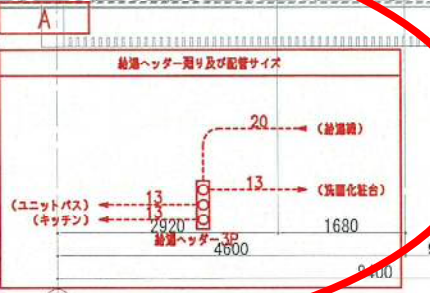 A
給湯ヘッダー廻り及び配管サイズ
20 (給湯線)
13 (洗面化粧台)
(ユニットバス) 13
(キッチン) 13
2920 1680
給湯ヘッダー3P
4600
9400